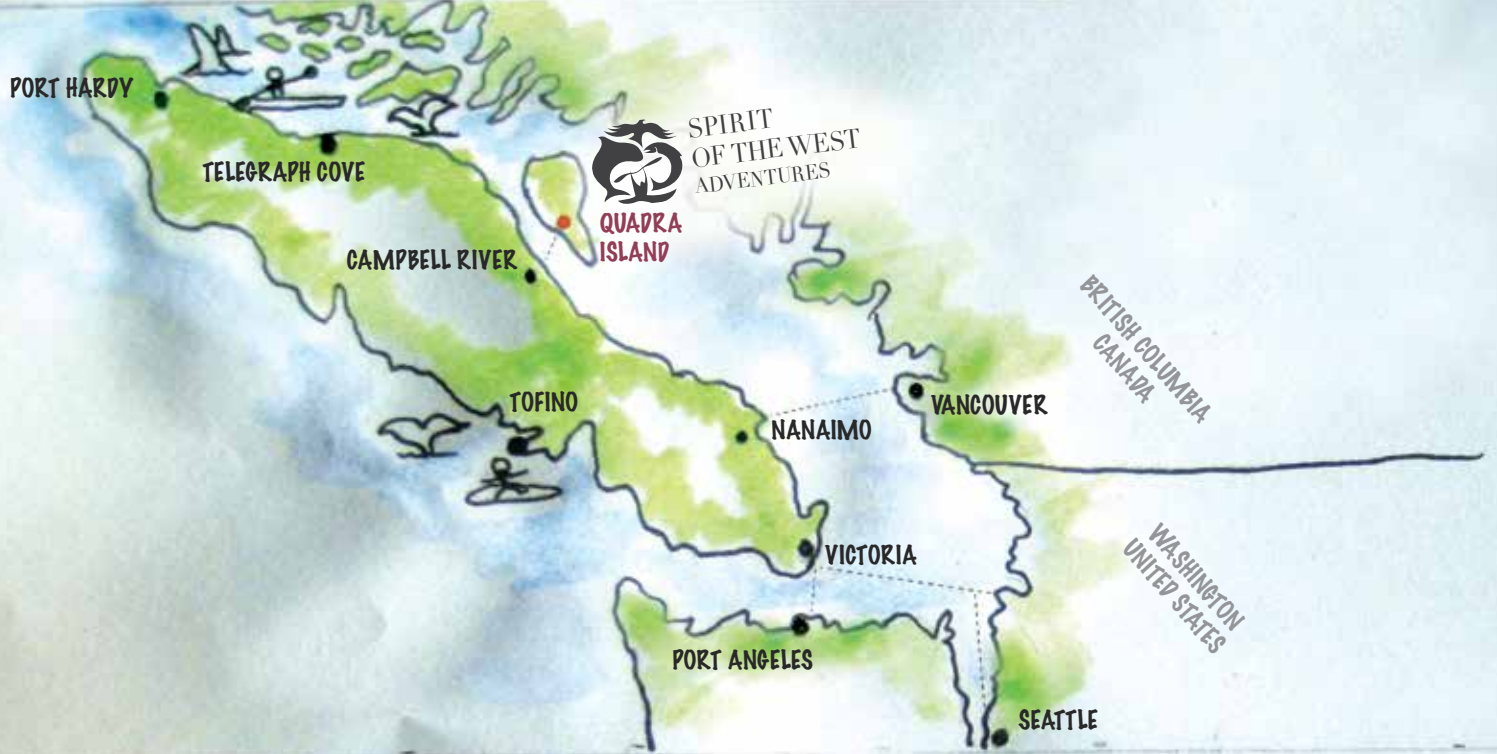 PORT HARDY
TELEGRAPH COVE
SPIRIT
OF THE WEST
ADVENTURES
QUADRA
ISLAND
CAMPBELL RIVER
BRITISH COLUMBIA
CANADA
TOFINO
VANCOUVER
NANAIMO
VICTORIA
WASHINGTON
UNITED STATES
PORT ANGELES
SEATTLE